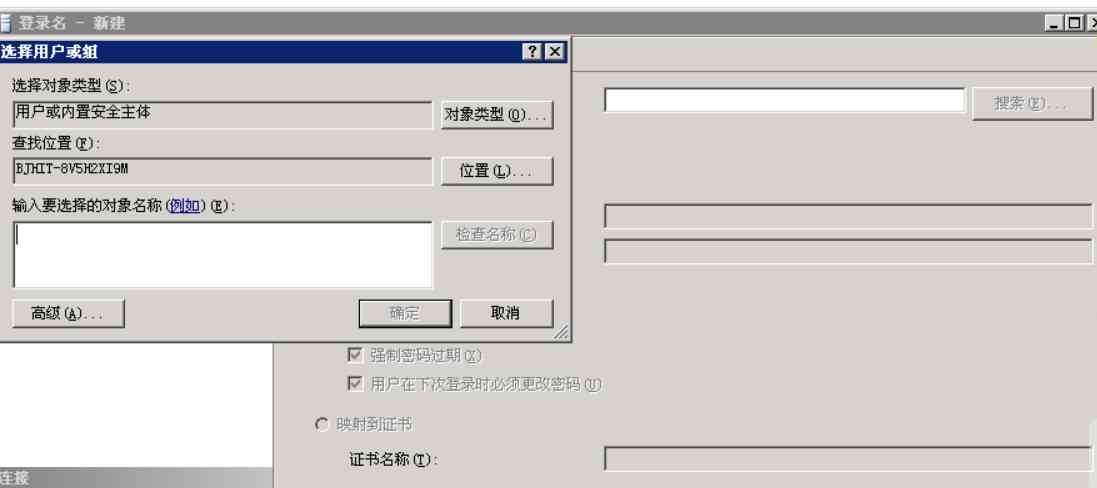 登录名 - 新建
选择用户或组
选择对象类型(S):
用户或内置安全主体
对象类型(O)...
搜索(E)...
查找位置(F):
BJHIT-8V5H2XI9M
位置(L)...
输入要选择的对象名称(例如)(E):
检查名称(C)
高级(A)...
确定
取消
强制密码过期(X)
用户在下次登录时必须更改密码(U)
映射到证书
证书名称(T):
连接